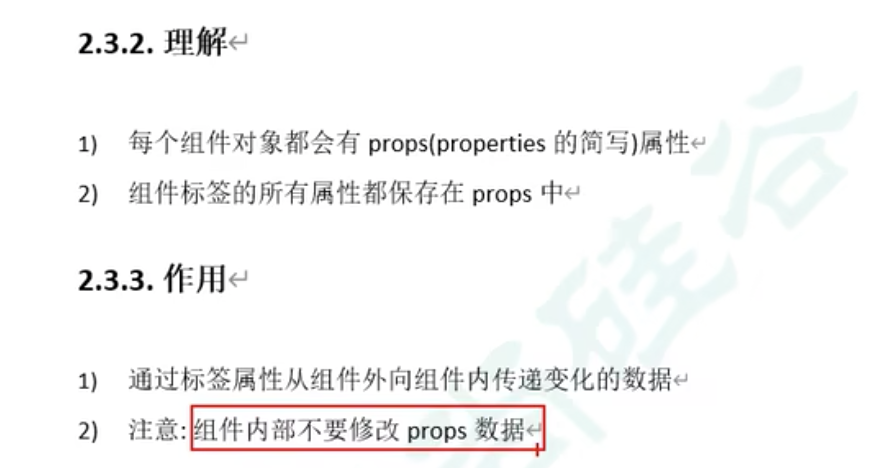 2.3.2. 理解↵
1) 每个组件对象都会有 props(properties 的简写)属性↵
2) 组件标签的所有属性都保存在 props 中↵
2.3.3. 作用↵
1) 通过标签属性从组件外向组件内传递变化的数据↵
2) 注意: 组件内部不要修改 props 数据↵
硅谷